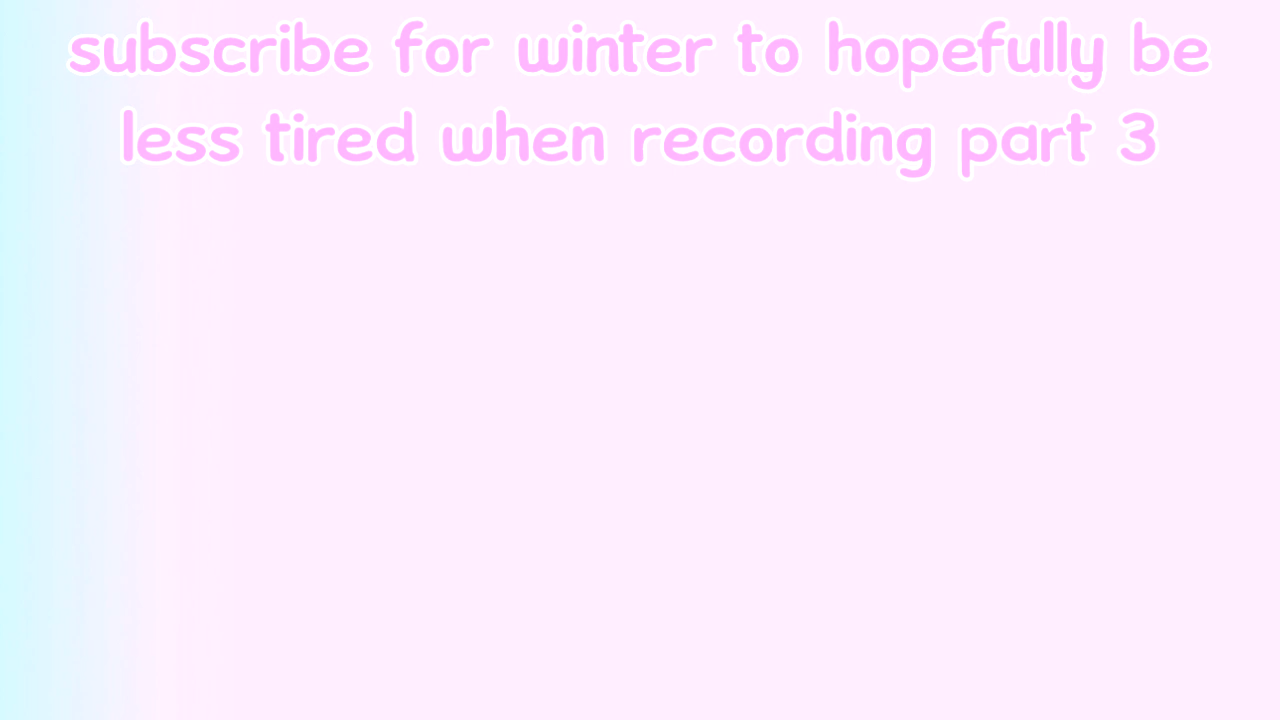 subscribe for winter to hopefully be
less tired when recording part 3